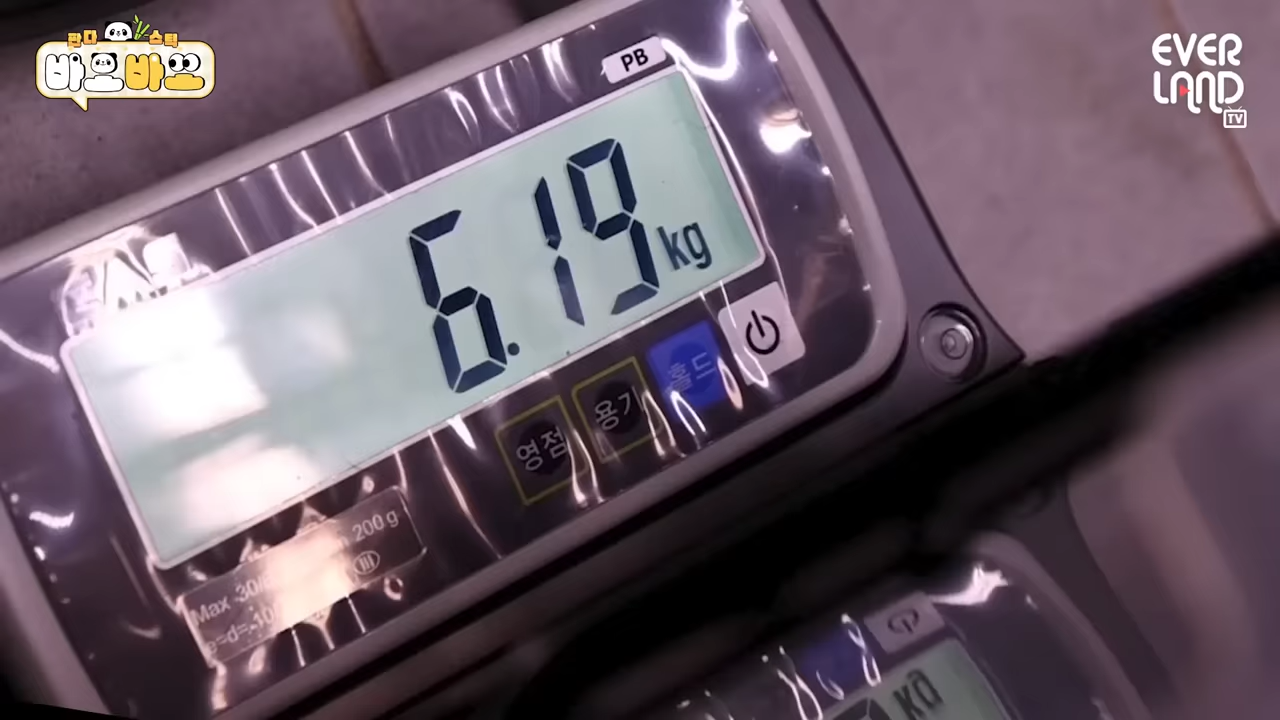 판다스틱
바오바오
EVER
LAND
TV
PB
6.19 kg
영점
용기
홀드
200 g
Max 30/
e=d=
kg